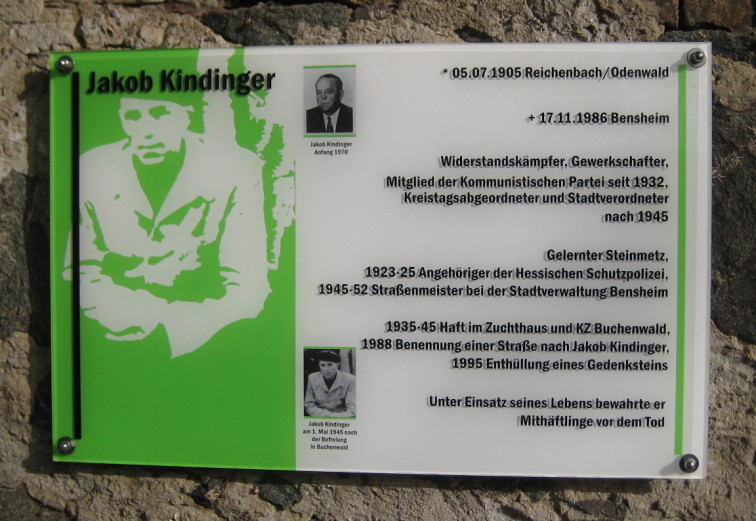 Jakob Kindinger
Jakob Kindinger
Anfang 1970
* 05.07.1905 Reichenbach/Odenwald
+ 17.11.1986 Bensheim
Widerstandskämpfer, Gewerkschafter,
Mitglied der Kommunistischen Partei seit 1932,
Kreistagsabgeordneter und Stadtverordneter
nach 1945
Gelernter Steinmetz,
1923-25 Angehöriger der Hessischen Schutzpolizei,
1945-52 Straßenmeister bei der Stadtverwaltung Bensheim
1935-45 Haft im Zuchthaus und KZ Buchenwald,
1988 Benennung einer Straße nach Jakob Kindinger,
1995 Enthüllung eines Gedenksteins
Unter Einsatz seines Lebens bewahrte er
Mithäftlinge vor dem Tod
Jakob Kindinger
am 1. Mai 1945 nach
der Befreiung
in Buchenwald